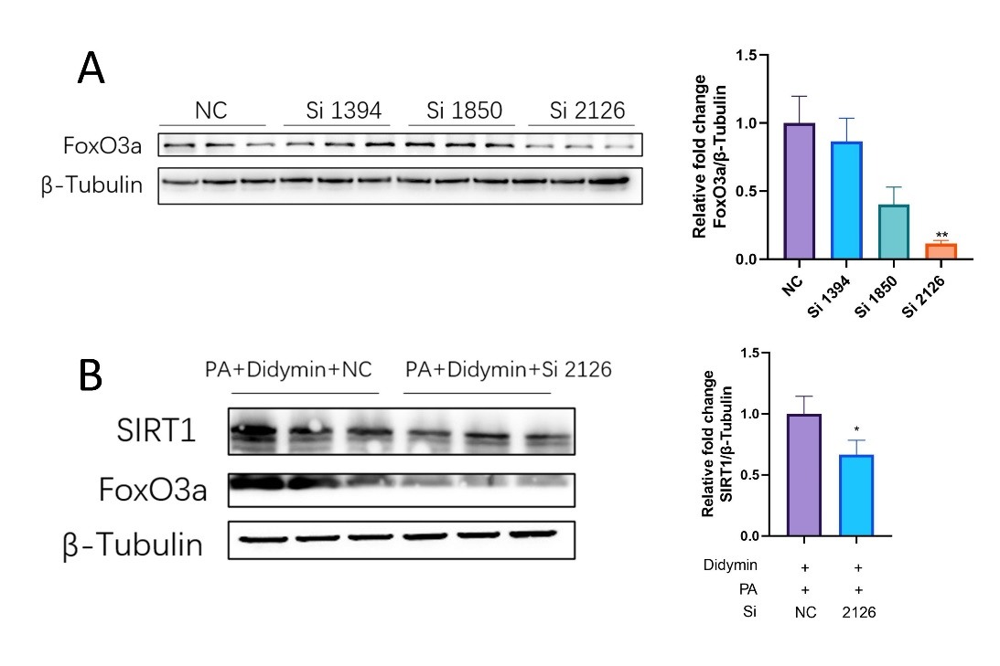 A
NC Si 1394 Si 1850 Si 2126
FoxO3a
β-Tubulin
Relative fold change
FoxO3a/β-Tubulin
1.5
1.0
0.5
0.0
NC Si 1394 Si 1850 Si 2126
**
B
PA+Didymin+NC PA+Didymin+Si 2126
SIRT1
FoxO3a
β-Tubulin
Relative fold change
SIRT1/β-Tubulin
1.5
1.0
0.5
0.0
*
Didymin + +
PA + +
Si NC 2126